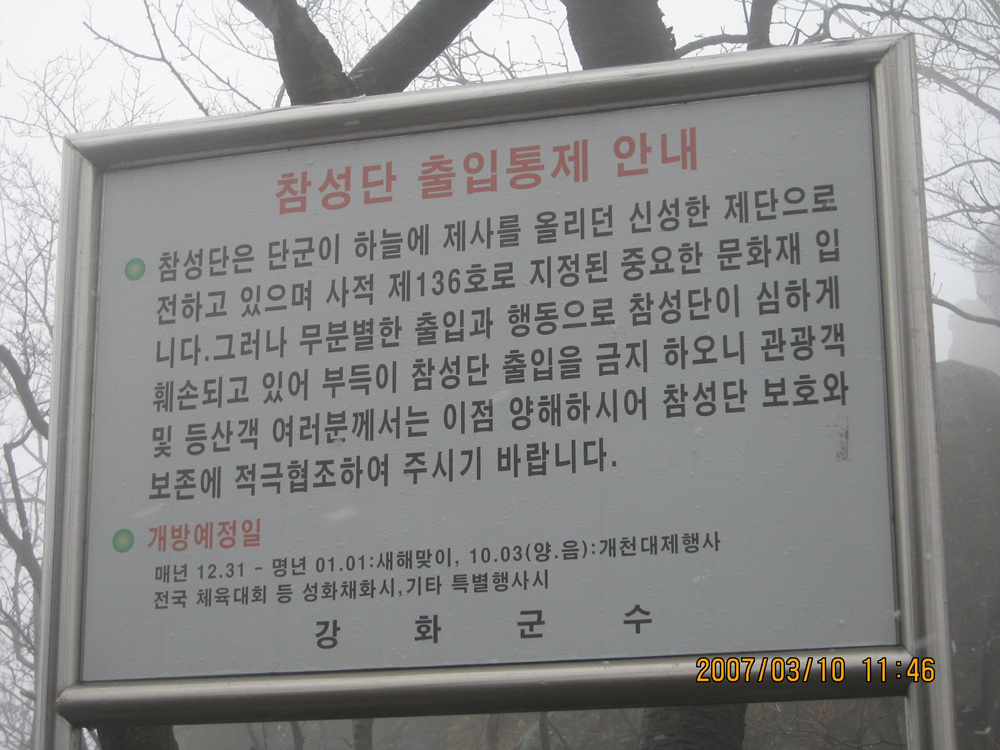 참성단 출입통제 안내
참성단은 단군이 하늘에 제사를 올리던 신성한 제단으로
전하고 있으며 사적 제136호로 지정된 중요한 문화재 입
니다.그러나 무분별한 출입과 행동으로 참성단이 심하게
훼손되고 있어 부득이 참성단 출입을 금지 하오니 관광객
및 등산객 여러분께서는 이점 양해하시어 참성단 보호와
보존에 적극협조하여 주시기 바랍니다.
개방예정일
매년 12.31 - 명년 01.01:새해맞이, 10.03(양.음):개천대제행사
전국 체육대회 등 성화채화시,기타 특별행사시
강 화 군 수
2007/03/10 11:46